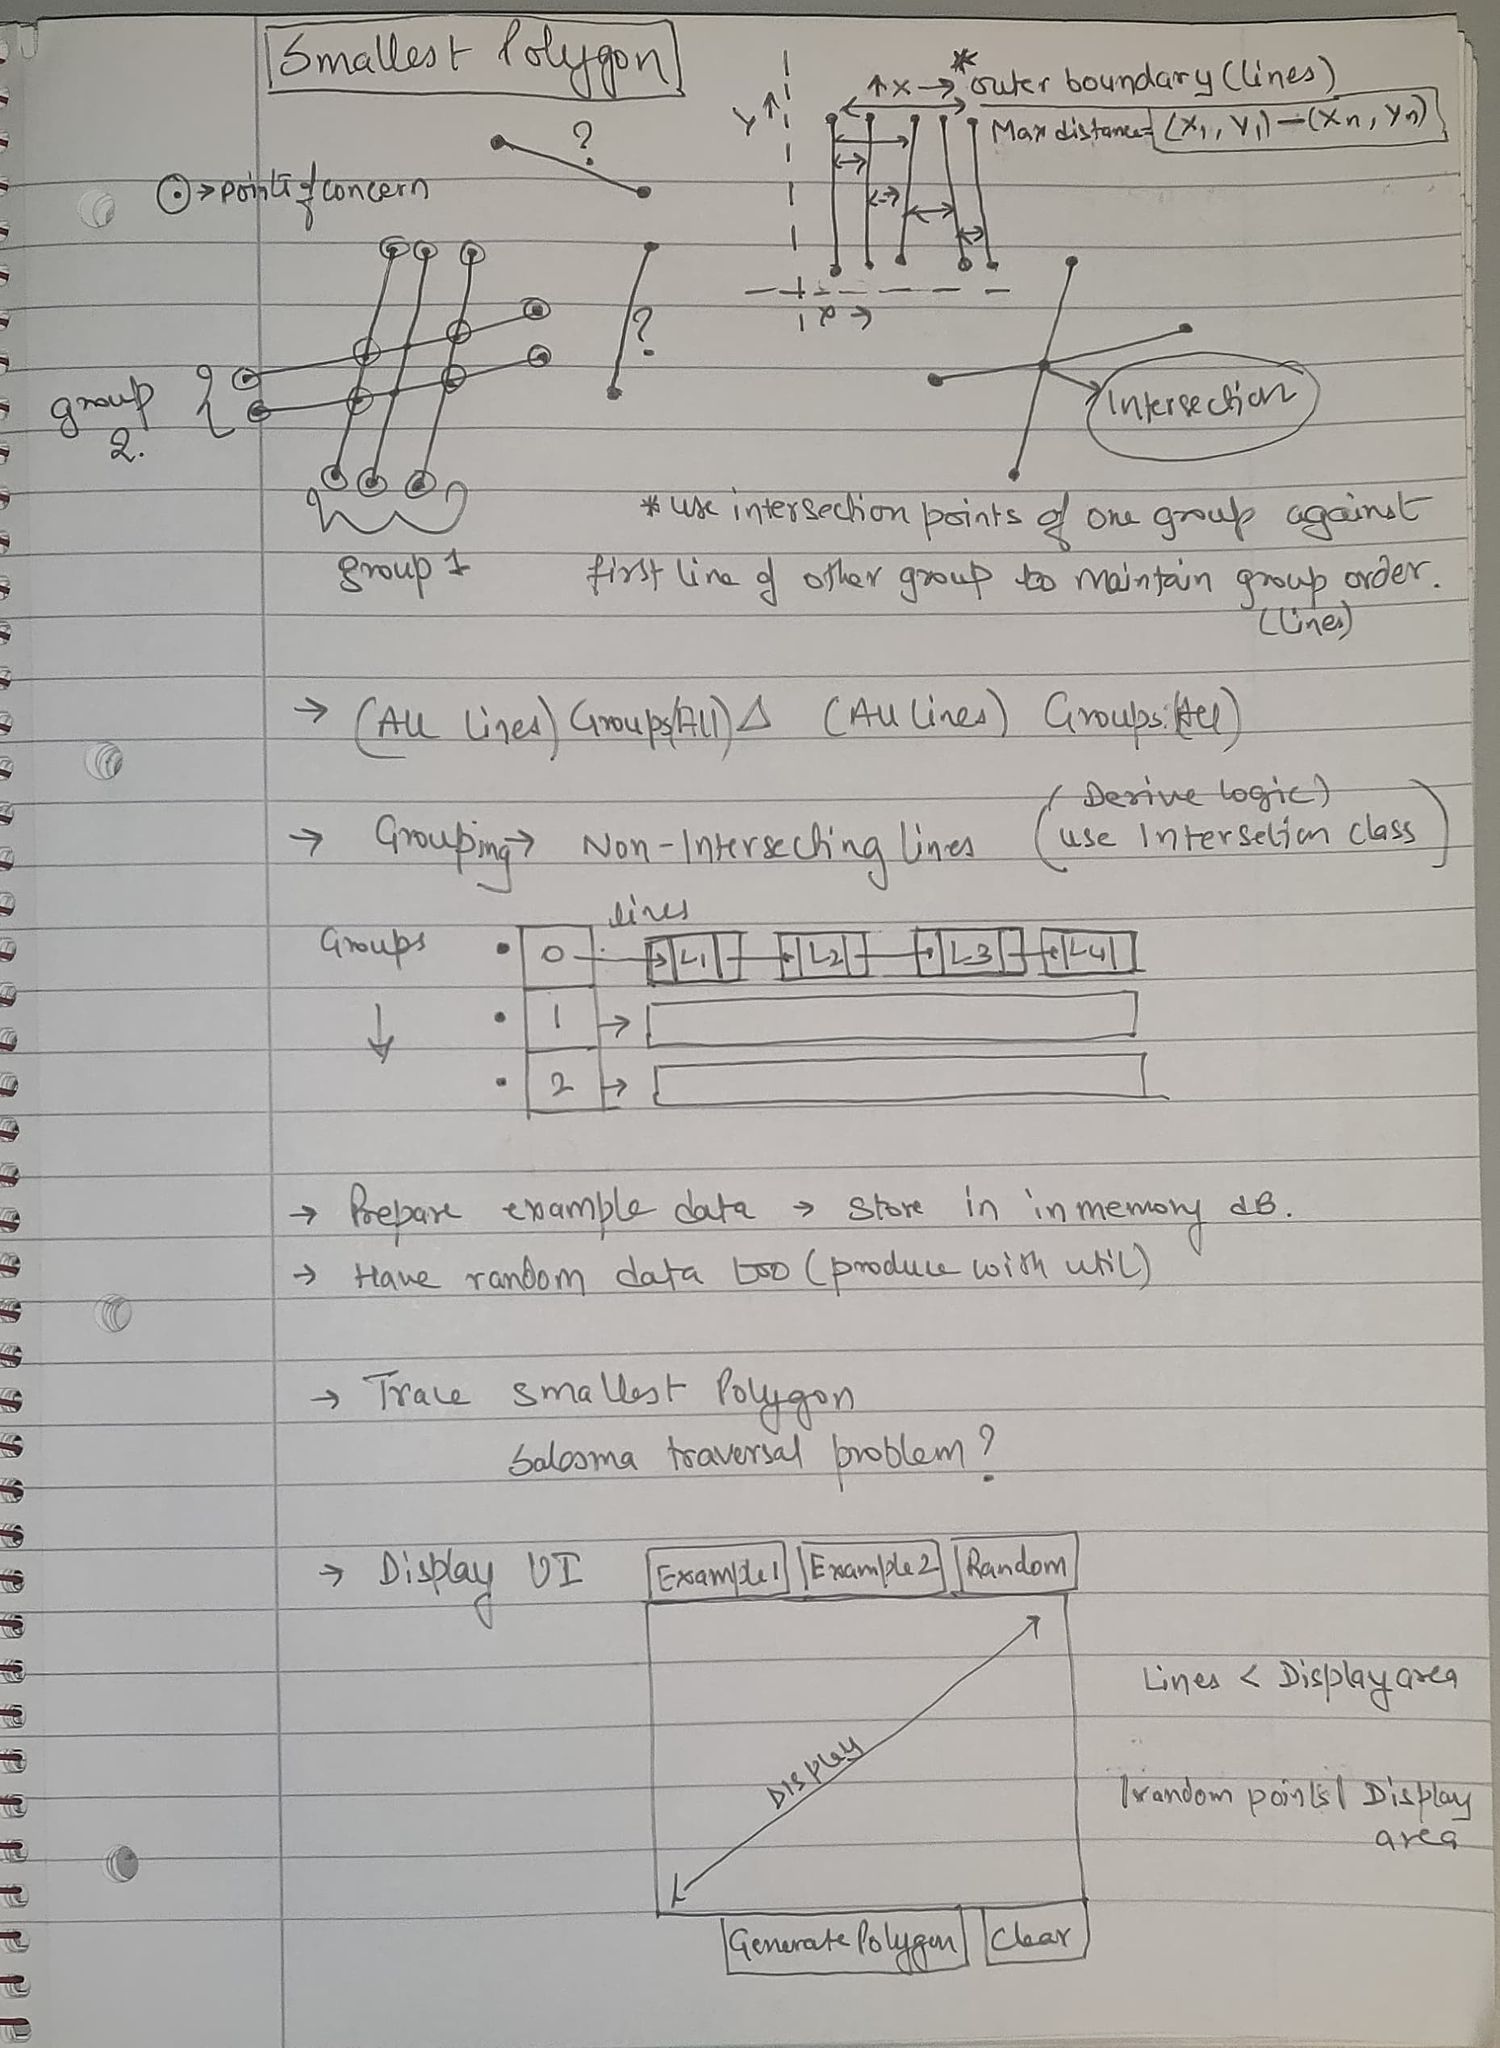 Smallest Polygon
?
Y ↑
↑ X → * outer boundary (lines)
Max distance = (X1, Y1) – (Xn, Yn)
⊙ → points of concern
?
Intersection
group 2.
group 1
* use intersection points of one group against
first line of other group to maintain group order.
(lines)
→ (All lines) Groups(All) Δ (All lines) Groups (All)
(Derive logic)
→ Grouping → Non-Intersecting lines (use Interseltion class)
lines
Groups • 0 L1 L2 L3 L4
↓ • 1 →
• 2 →
→ Prepare example data → store in inmemory dB.
→ Have random data too (produce with util)
→ Trace smallest Polygon
traversal problem?
→ Display UI Example1 Example2 Random
Lines < Display area
DISPLAY
|random points| Display
area
Generate Polygon Clear